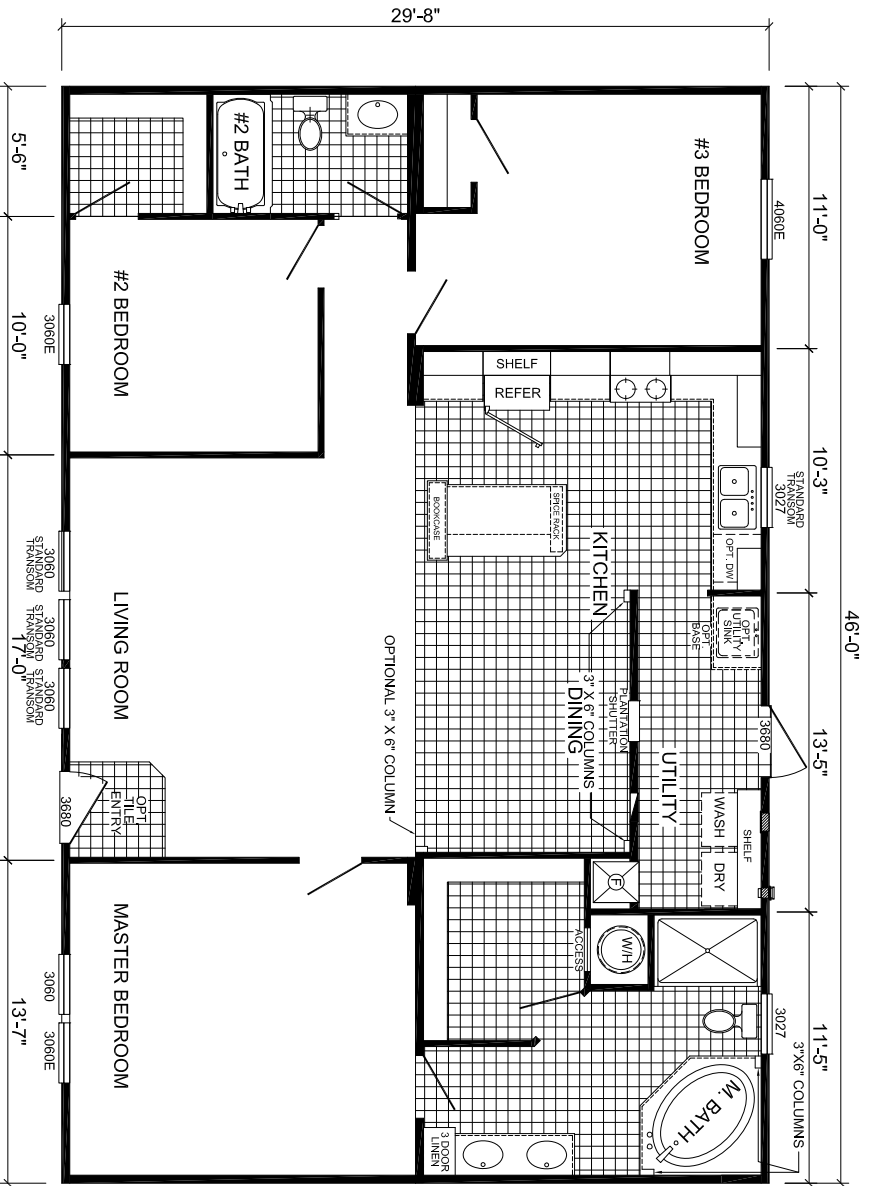 29'-8"
46'-0"
11'-0"
10'-3"
13'-5"
11'-5"
5'-6"
10'-0"
17'-0"
13'-7"
4060E
#3 BEDROOM
#2 BATH
#2 BEDROOM
3060E
SHELF
REFER
STANDARD
TRANSOM
3027
OPT. DW
SPICE RACK
BOOKCASE
KITCHEN
OPT.
UTILITY
SINK
OPT.
BASE
3" X 6" COLUMNS
DINING
PLANTATION
SHUTTER
UTILITY
3680
WASH
DRY
SHELF
LIVING ROOM
OPTIONAL 3" X 6" COLUMN
3060
STANDARD
TRANSOM
3060
STANDARD
TRANSOM
3060
STANDARD
TRANSOM
OPT.
TILE
ENTRY
3680
F
W/H
ACCESS
3027
3"X6" COLUMNS
M. BATH
3 DOOR
LINEN
MASTER BEDROOM
3060
3060E